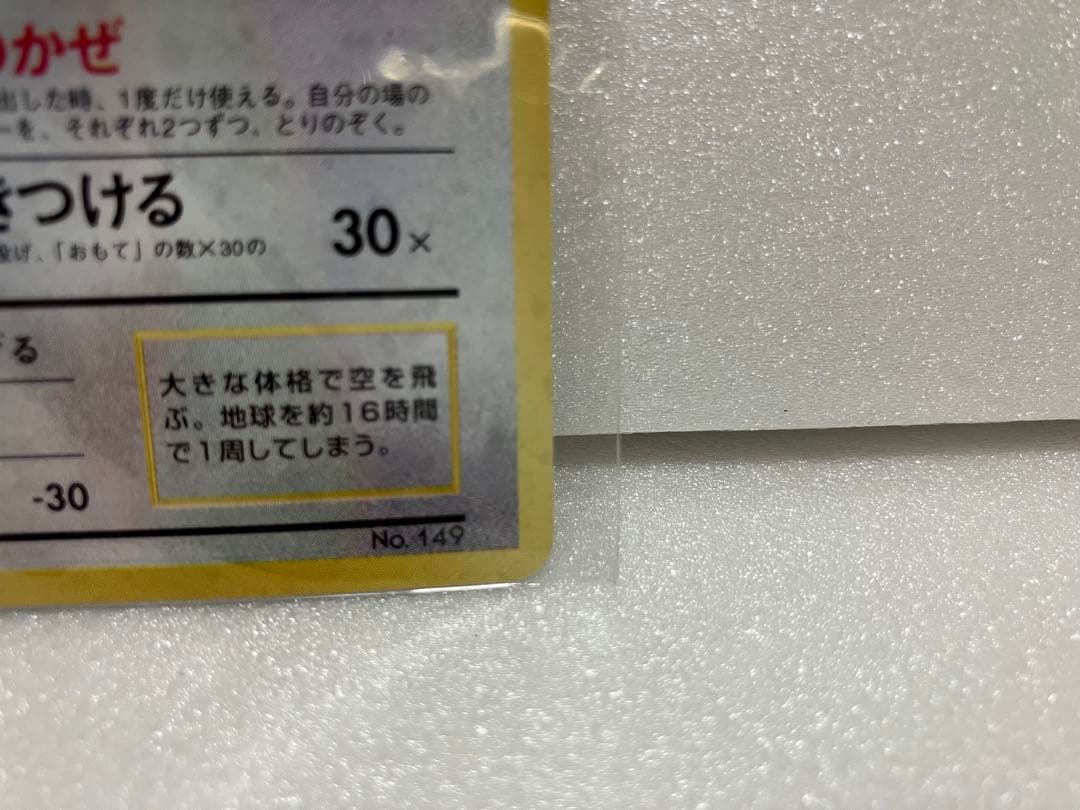 かぜ
出した時、1度だけ使える。自分の場の
ーを、それぞれ2つずつ、とりのぞく。
きつける
30×
投げ、「おもて」の数×30の
る
大きな体格で空を飛
ぶ。地球を約16時間
で1周してしまう。
-30
No. 149